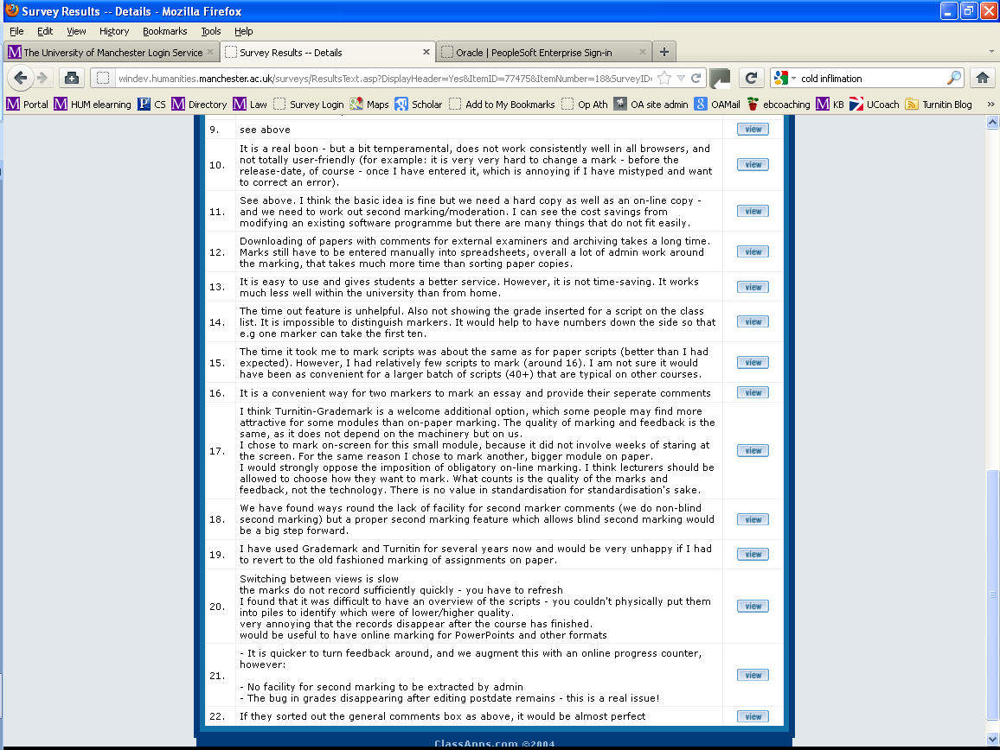 Survey Results -- Details - Mozilla Firefox
File Edit View History Bookmarks Tools Help
The University of Manchester Login Service × Survey Results -- Details × Oracle | PeopleSoft Enterprise Sign-in × +
windev.humanities.manchester.ac.uk/surveys/ResultsText.asp?DisplayHeader=Yes&ItemID=77475&ItemNumber=18&SurveyID= cold inflimation
Portal HUM elearning CS Directory Law Survey Login Maps Scholar Add to My Bookmarks Op Ath OA site admin OAMail ebcoaching KB UCoach Turnitin Blog »
9. see above view
10. It is a real boon - but a bit temperamental, does not work consistently well in all browsers, and
not totally user-friendly (for example: it is very very hard to change a mark - before the
release-date, of course - once I have entered it, which is annoying if I have mistyped and want
to correct an error). view
11. See above. I think the basic idea is fine but we need a hard copy as well as an on-line copy -
and we need to work out second marking/moderation. I can see the cost savings from
modifying an existing software programme but there are many things that do not fit easily. view
12. Downloading of papers with comments for external examiners and archiving takes a long time.
Marks still have to be entered manually into spreadsheets, overall a lot of admin work around
the marking, that takes much more time than sorting paper copies. view
13. It is easy to use and gives students a better service. However, it is not time-saving. It works
much less well within the university than from home. view
14. The time out feature is unhelpful. Also not showing the grade inserted for a script on the class
list. It is impossible to distinguish markers. It would help to have numbers down the side so that
e.g one marker can take the first ten. view
15. The time it took me to mark scripts was about the same as for paper scripts (better than I had
expected). However, I had relatively few scripts to mark (around 16). I am not sure it would
have been as convenient for a larger batch of scripts (40+) that are typical on other courses. view
16. It is a convenient way for two markers to mark an essay and provide their seperate comments view
17. I think Turnitin-Grademark is a welcome additional option, which some people may find more
attractive for some modules than on-paper marking. The quality of marking and feedback is the
same, as it does not depend on the machinery but on us.
I chose to mark on-screen for this small module, because it did not involve weeks of staring at
the screen. For the same reason I chose to mark another, bigger module on paper.
I would strongly oppose the imposition of obligatory on-line marking. I think lecturers should be
allowed to choose how they want to mark. What counts is the quality of the marks and
feedback, not the technology. There is no value in standardisation for standardisation's sake. view
18. We have found ways round the lack of facility for second marker comments (we do non-blind
second marking) but a proper second marking feature which allows blind second marking would
be a big step forward. view
19. I have used Grademark and Turnitin for several years now and would be very unhappy if I had
to revert to the old fashioned marking of assignments on paper. view
20. Switching between views is slow
the marks do not record sufficiently quickly - you have to refresh
I found that it was difficult to have an overview of the scripts - you couldn't physically put them
into piles to identify which were of lower/higher quality.
very annoying that the records disappear after the course has finished.
would be useful to have online marking for PowerPoints and other formats view
21. - It is quicker to turn feedback around, and we augment this with an online progress counter,
however:
- No facility for second marking to be extracted by admin
- The bug in grades disappearing after editing postdate remains - this is a real issue! view
22. If they sorted out the general comments box as above, it would be almost perfect view
ClassApps.com ©2004